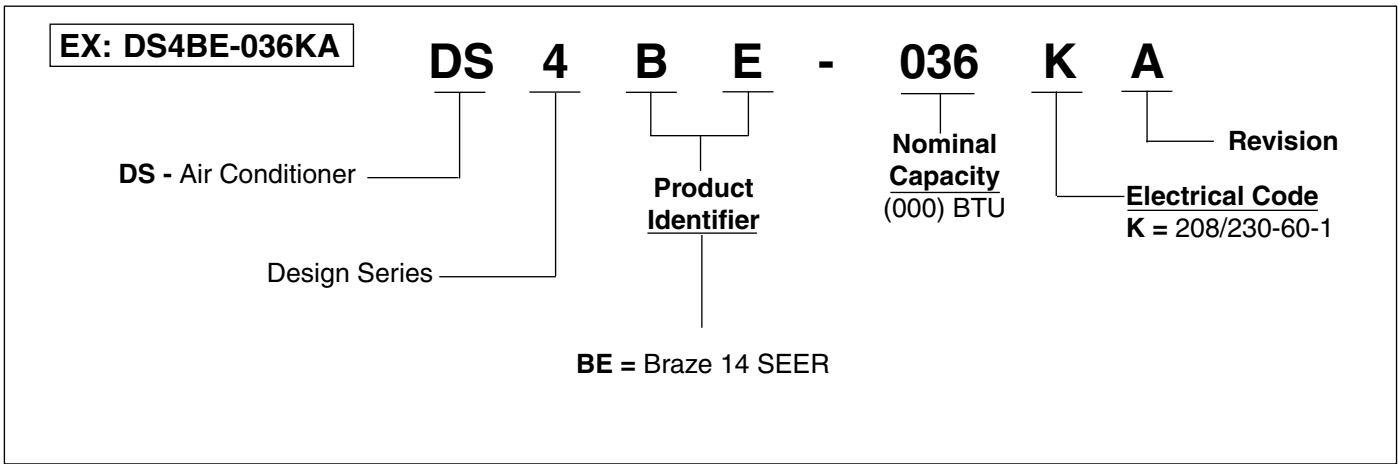 EX: DS4BE-036KA
DS 4 B E - 036 K A
DS - Air Conditioner
Design Series
Product
Identifier
BE = Braze 14 SEER
Nominal
Capacity
(000) BTU
Revision
Electrical Code
K = 208/230-60-1